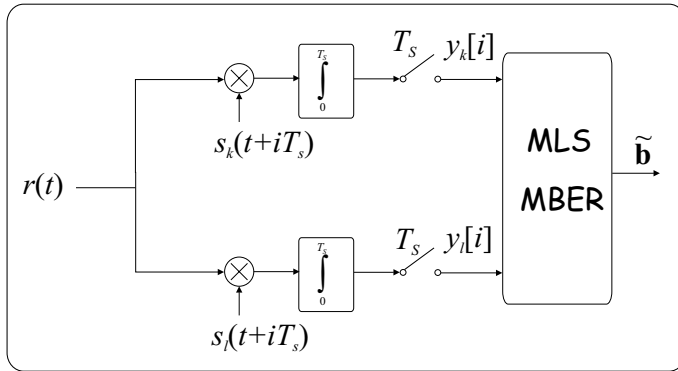 T_S
∫
0
T_S
y_k[i]
s_k(t+iT_s)
r(t)
MLS
MBER
b̃
T_S
∫
0
T_S
y_l[i]
s_l(t+iT_s)